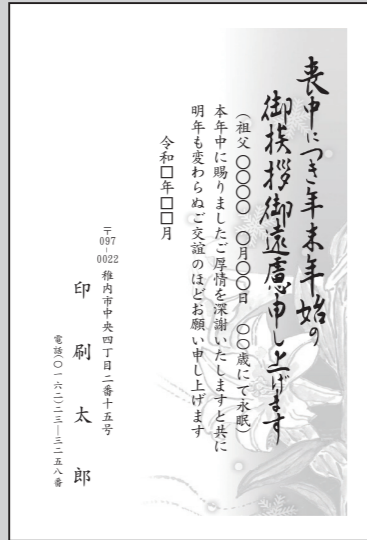 喪中につき年末年始の
御挨拶御遠慮申し上げます
（祖父〇〇〇〇 〇月〇〇日 〇〇歳にて永眠）
本年中に賜りましたご厚情を深謝いたしますと共に
明年も変わらぬご交誼のほどお願い申し上げます
令和□年□□月
〒097-0022 稚内市中央四丁目二番十五号
印刷太郎
電話（〇一六二）二三―三二五八番